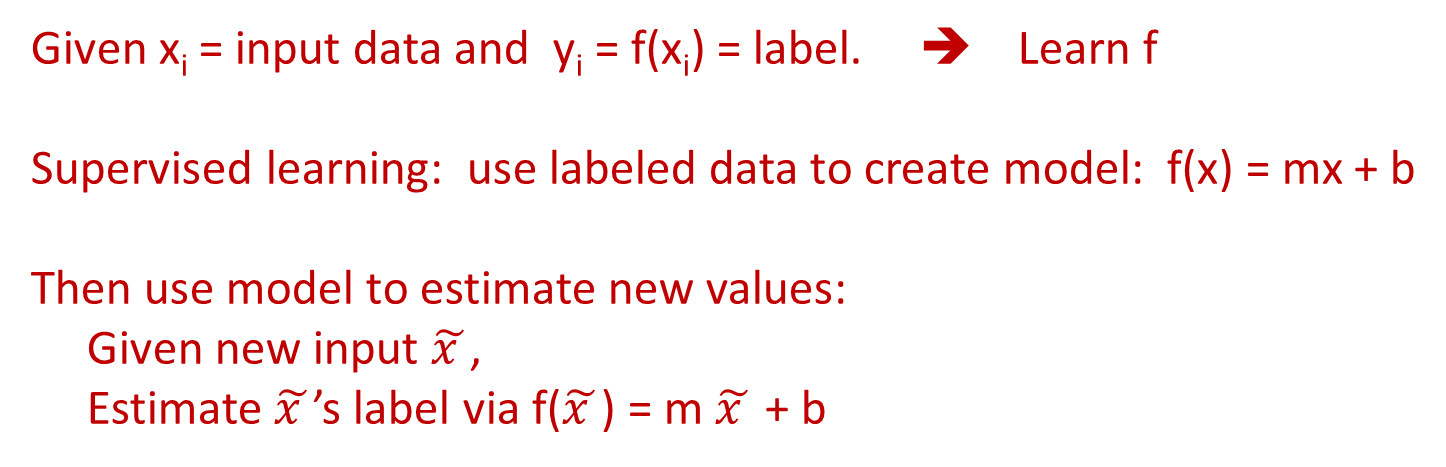 Given xᵢ = input data and yᵢ = f(xᵢ) = label. ➔ Learn f
Supervised learning: use labeled data to create model: f(x) = mx + b
Then use model to estimate new values:
Given new input x̃ ,
Estimate x̃ ’s label via f(x̃ ) = m x̃ + b